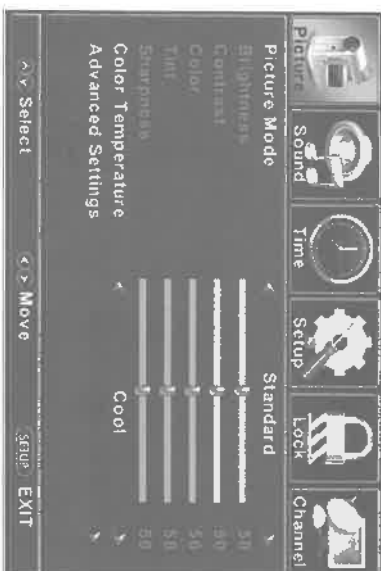 Picture Sound Time Setup Lock Channel
Picture Mode Standard
Brightness 50
Contrast 50
Color 50
Tint 50
Sharpness 50
Color Temperature Cool
Advanced Settings
Select Move SETUP EXIT